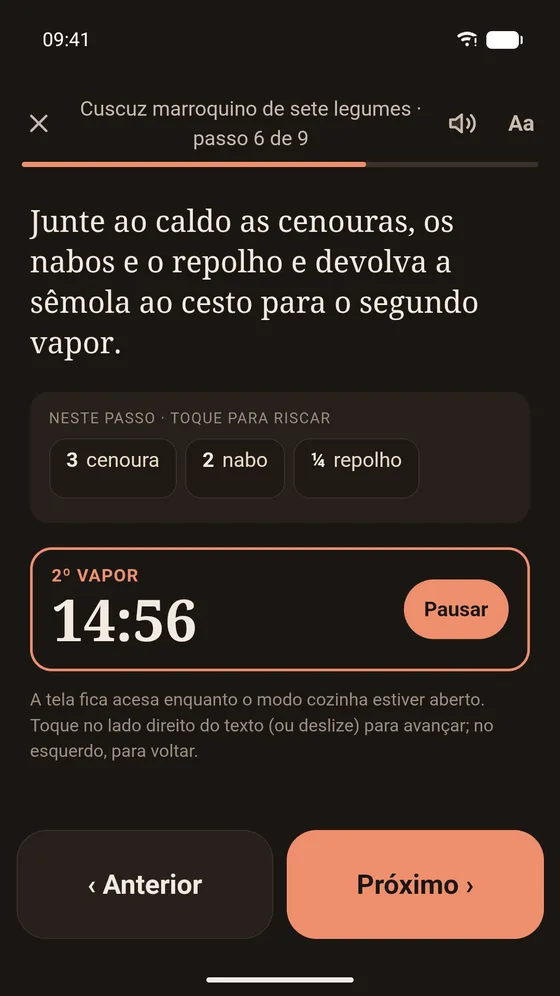 09:41
Cuscuz marroquino de sete legumes ·
passo 6 de 9
Aa
Junte ao caldo as cenouras, os
nabos e o repolho e devolva a
sêmola ao cesto para o segundo
vapor.
NESTE PASSO · TOQUE PARA RISCAR
3 cenoura
2 nabo
¼ repolho
2º VAPOR
14:56
Pausar
A tela fica acesa enquanto o modo cozinha estiver aberto.
Toque no lado direito do texto (ou deslize) para avançar; no
esquerdo, para voltar.
‹ Anterior
Próximo ›